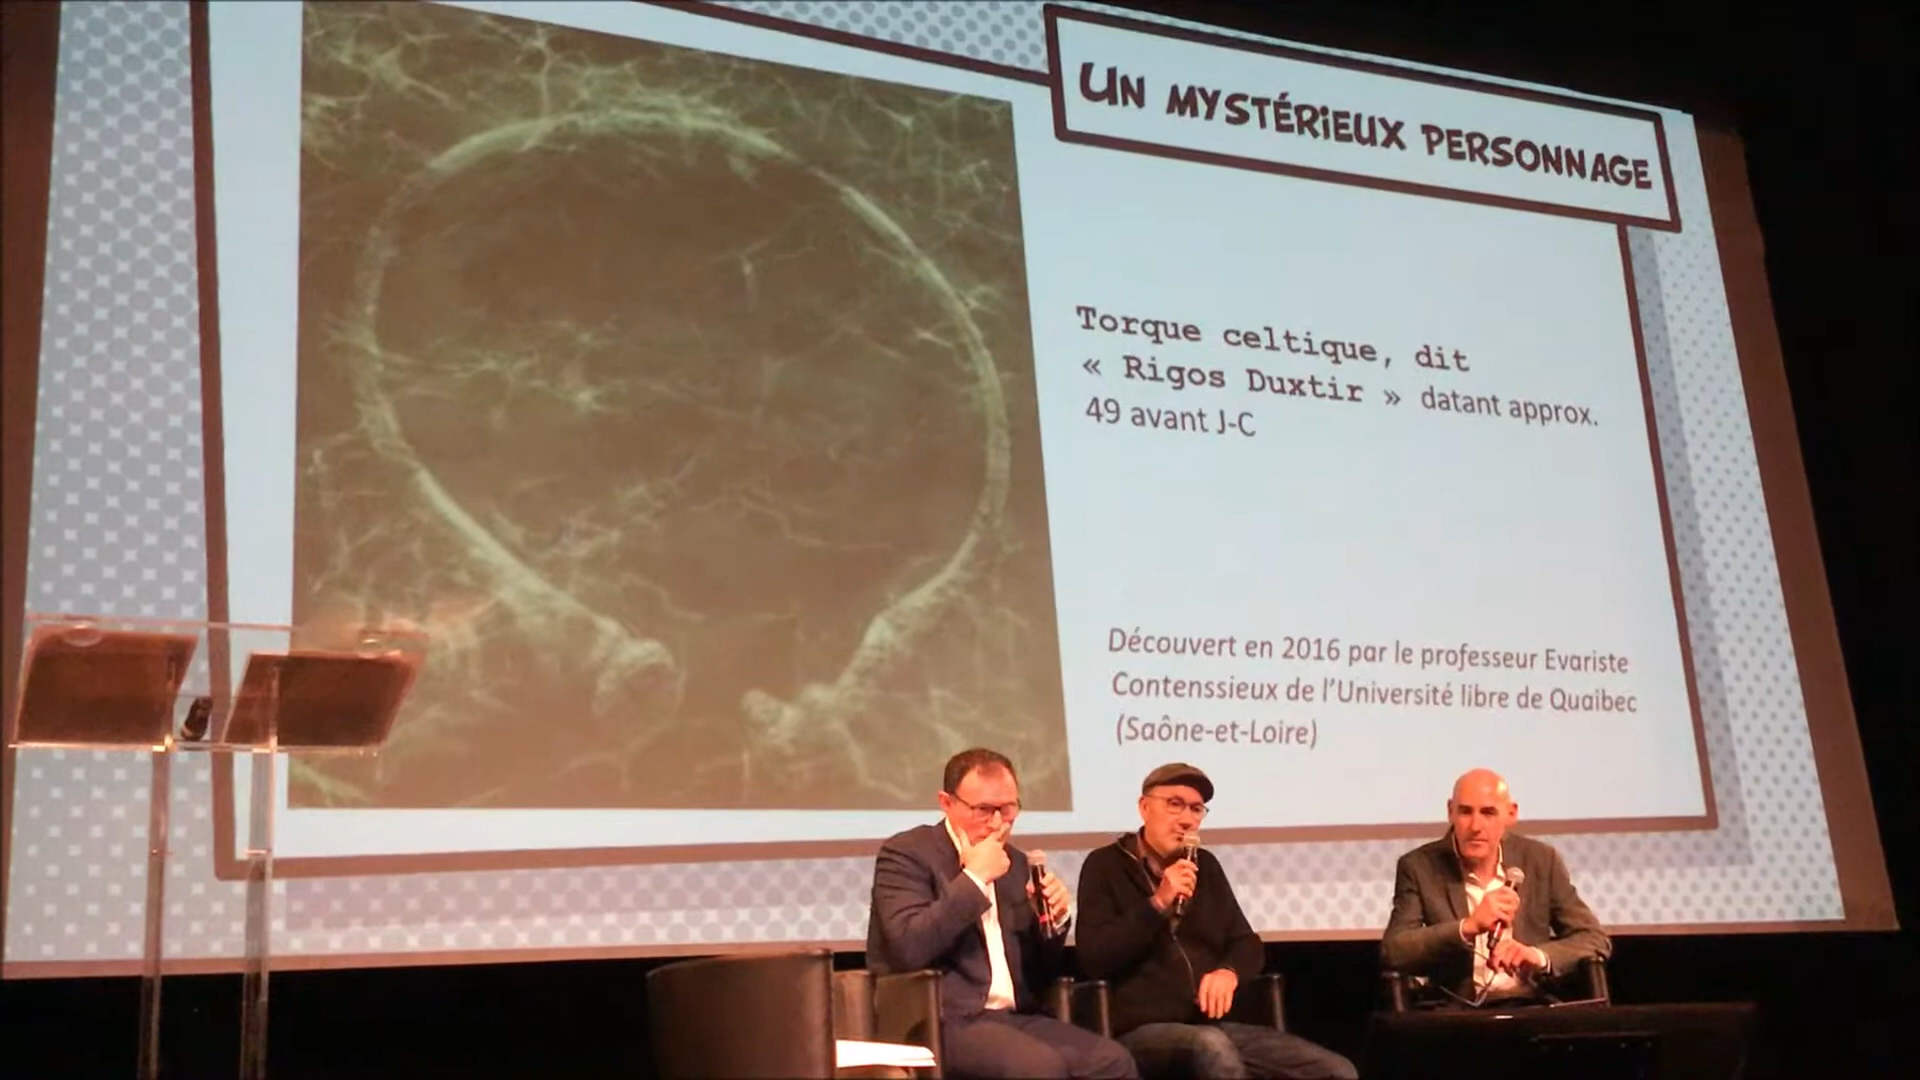 UN MYSTÉRiEUX PERSONNAGE
Torque celtique, dit
« Rigos Duxtir » datant approx.
49 avant J-C
Découvert en 2016 par le professeur Evariste
Contenssieux de l'Université libre de Quaibec
(Saône-et-Loire)